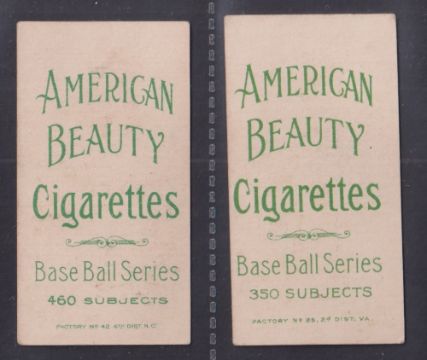 AMERICAN
BEAUTY
Cigarettes
Base Ball Series
460 SUBJECTS
FACTORY Nº 42 4TH DIST. N.C.
AMERICAN
BEAUTY
Cigarettes
Base Ball Series
350 SUBJECTS
FACTORY Nº 25, 2ᴰ DIST. VA.